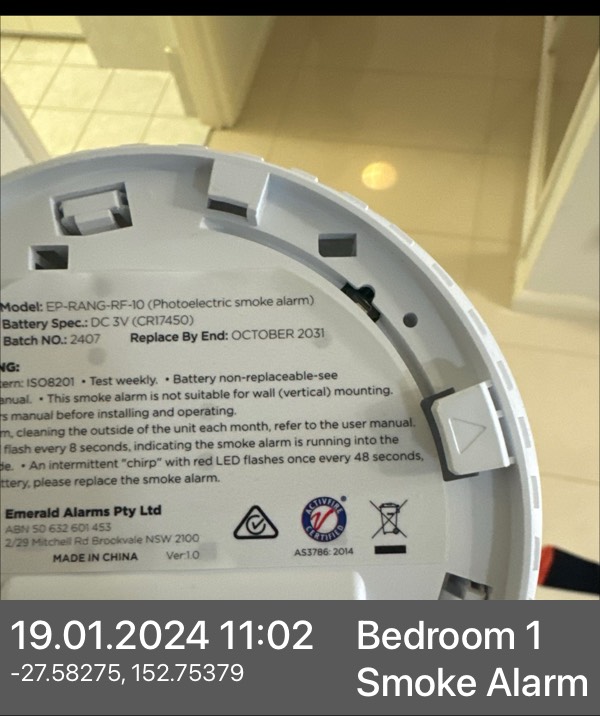 Model: EP-RANG-RF-10 (Photoelectric smoke alarm)
Battery Spec.: DC 3V (CR17450)
Batch NO.: 2407 Replace By End: OCTOBER 2031
NG:
ern: ISO8201 • Test weekly. • Battery non-replaceable-see
anual. • This smoke alarm is not suitable for wall (vertical) mounting.
rs manual before installing and operating.
m, cleaning the outside of the unit each month, refer to the user manual.
flash every 8 seconds, indicating the smoke alarm is running into the
de. • An intermittent "chirp" with red LED flashes once every 48 seconds,
ttery, please replace the smoke alarm.
Emerald Alarms Pty Ltd
ABN 50 632 601 453
2/29 Mitchell Rd Brookvale NSW 2100
MADE IN CHINA Ver:1.0
ACTIVFIRE
CERTIFIED
®
AS3786: 2014
19.01.2024 11:02
-27.58275, 152.75379
Bedroom 1
Smoke Alarm